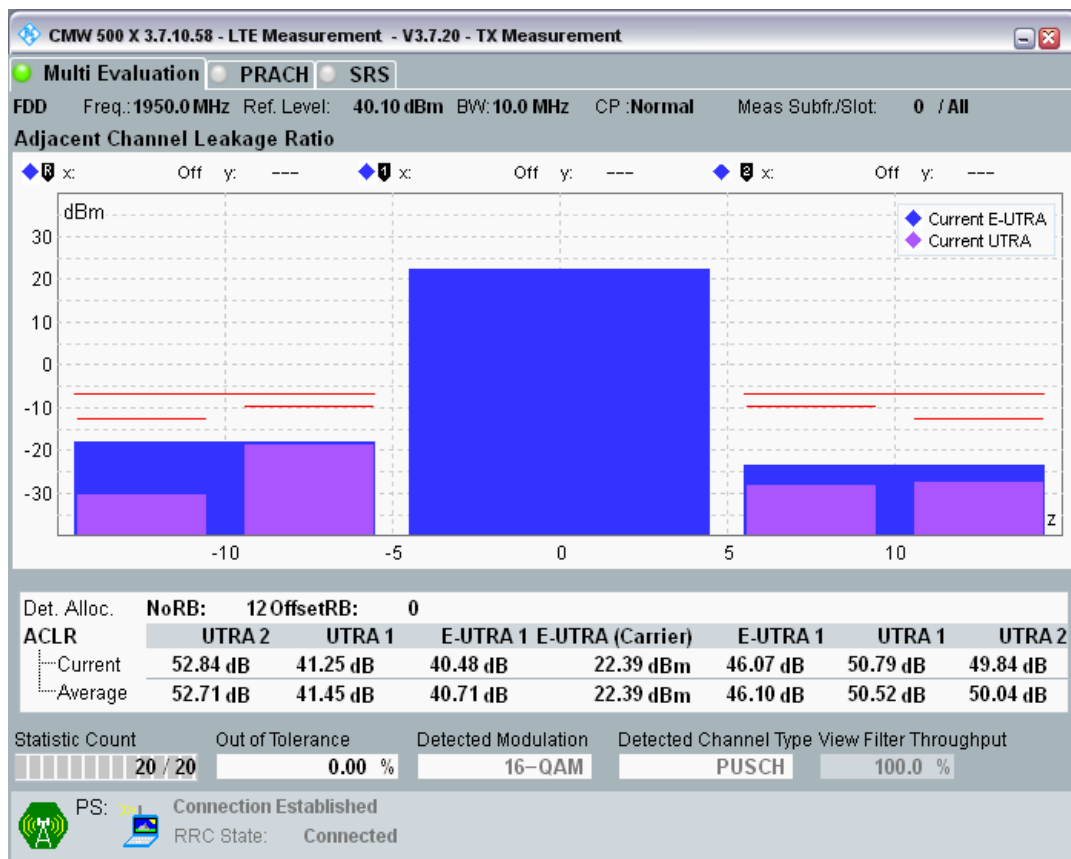 CMW 500 X 3.7.10.58 - LTE Measurement - V3.7.20 - TX Measurement
Multi Evaluation PRACH SRS
FDD Freq.: 1950.0 MHz Ref. Level: 40.10 dBm BW: 10.0 MHz CP :Normal Meas Subfr./Slot: 0 / All
Adjacent Channel Leakage Ratio
R x: Off y: --- 1 x: Off y: --- 2 x: Off y: ---
dBm
Current E-UTRA
Current UTRA
30
20
10
0
-10
-20
-30
z
-10 -5 0 5 10
Det. Alloc. NoRB: 12 OffsetRB: 0
ACLR UTRA 2 UTRA 1 E-UTRA 1 E-UTRA (Carrier) E-UTRA 1 UTRA 1 UTRA 2
Current 52.84 dB 41.25 dB 40.48 dB 22.39 dBm 46.07 dB 50.79 dB 49.84 dB
Average 52.71 dB 41.45 dB 40.71 dB 22.39 dBm 46.10 dB 50.52 dB 50.04 dB
Statistic Count Out of Tolerance Detected Modulation Detected Channel Type View Filter Throughput
20 / 20 0.00 % 16-QAM PUSCH 100.0 %
PS: Connection Established
RRC State: Connected